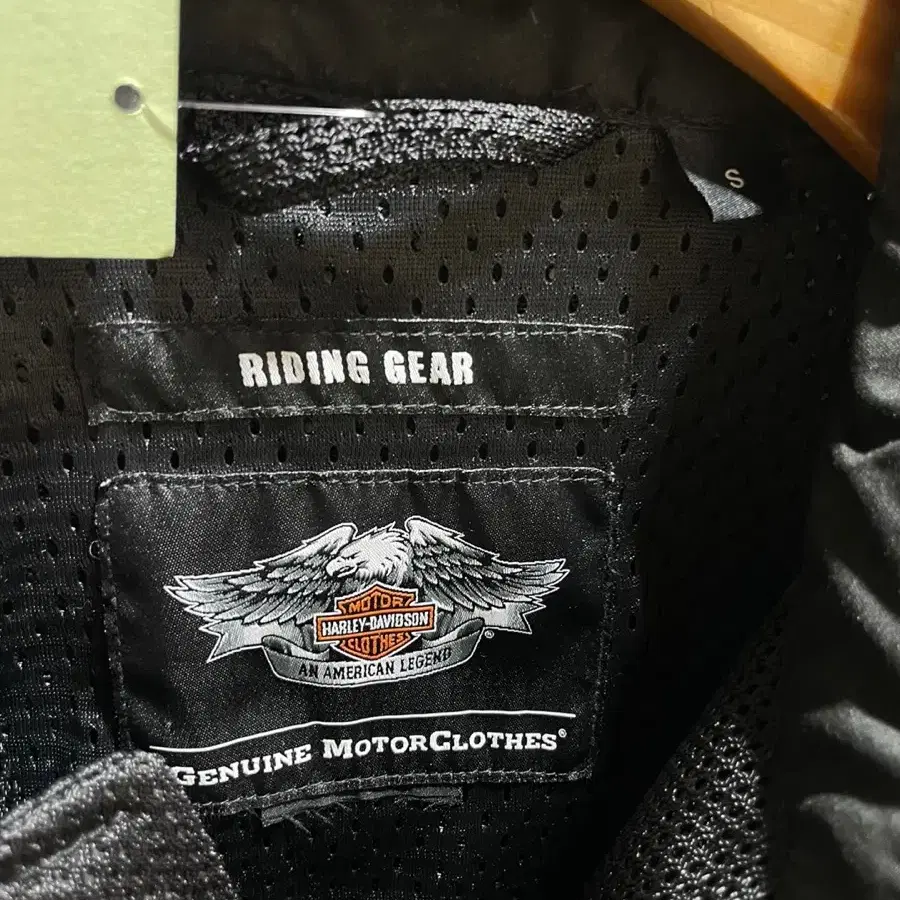 S
RIDING GEAR
MOTOR
HARLEY-DAVIDSON
CLOTHES
®
AN AMERICAN LEGEND
GENUINE MOTORCLOTHES®